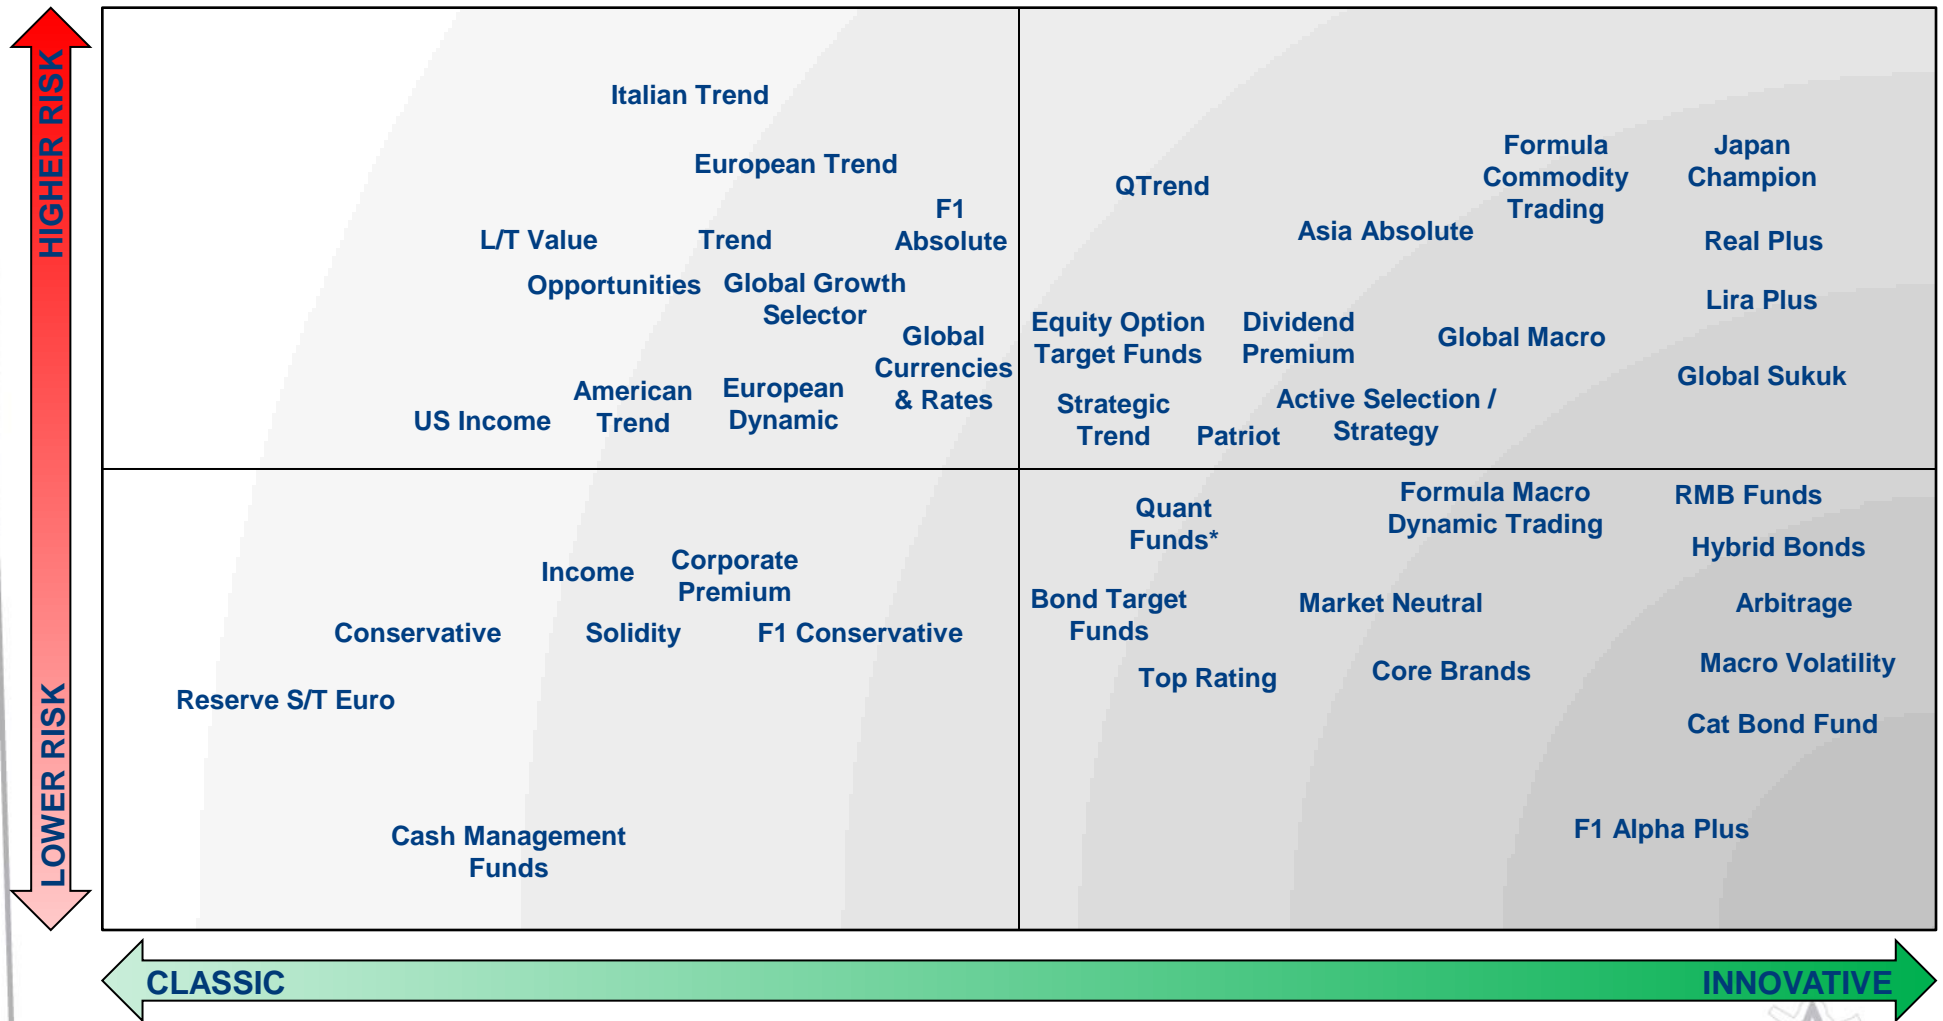 HIGHER RISK
LOWER RISK
Italian Trend
European Trend
F1
Absolute
L/T Value
Trend
Opportunities
Global Growth
Selector
Global
Currencies
& Rates
US Income
American
Trend
European
Dynamic
QTrend
Asia Absolute
Formula
Commodity
Trading
Japan
Champion
Real Plus
Lira Plus
Equity Option
Target Funds
Dividend
Premium
Global Macro
Global Sukuk
Strategic
Trend
Patriot
Active Selection /
Strategy
Income
Corporate
Premium
Conservative
Solidity
F1 Conservative
Reserve S/T Euro
Cash Management
Funds
Quant
Funds*
Formula Macro
Dynamic Trading
RMB Funds
Hybrid Bonds
Bond Target
Funds
Market Neutral
Arbitrage
Top Rating
Core Brands
Macro Volatility
Cat Bond Fund
F1 Alpha Plus
CLASSIC
INNOVATIVE